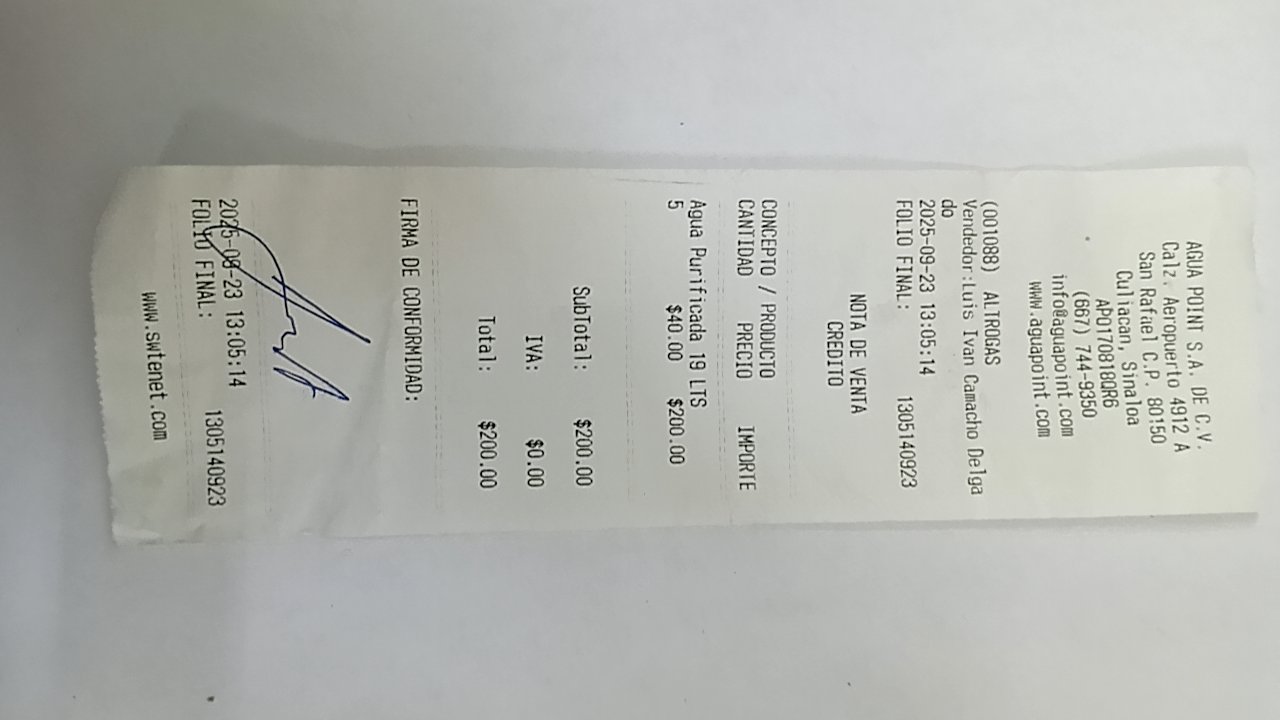 AGUA POINT S.A. DE C.V.
Calz. Aeropuerto 4912 A
San Rafael C.P. 80150
Culiacan, Sinaloa
APO170818QR6
(667) 744-9350
info@aguapoint.com
www.aguapoint.com
(001088) ALTROGAS
Vendedor:Luis Ivan Camacho Delga
do
2025-09-23 13:05:14
FOLIO FINAL: 1305140923
NOTA DE VENTA
CREDITO
CONCEPTO / PRODUCTO
CANTIDAD PRECIO IMPORTE
Agua Purificada 19 LTS
5 $40.00 $200.00
SubTotal: $200.00
IVA: $0.00
Total: $200.00
FIRMA DE CONFORMIDAD:
2025-09-23 13:05:14
FOLIO FINAL: 1305140923
www.swtenet.com